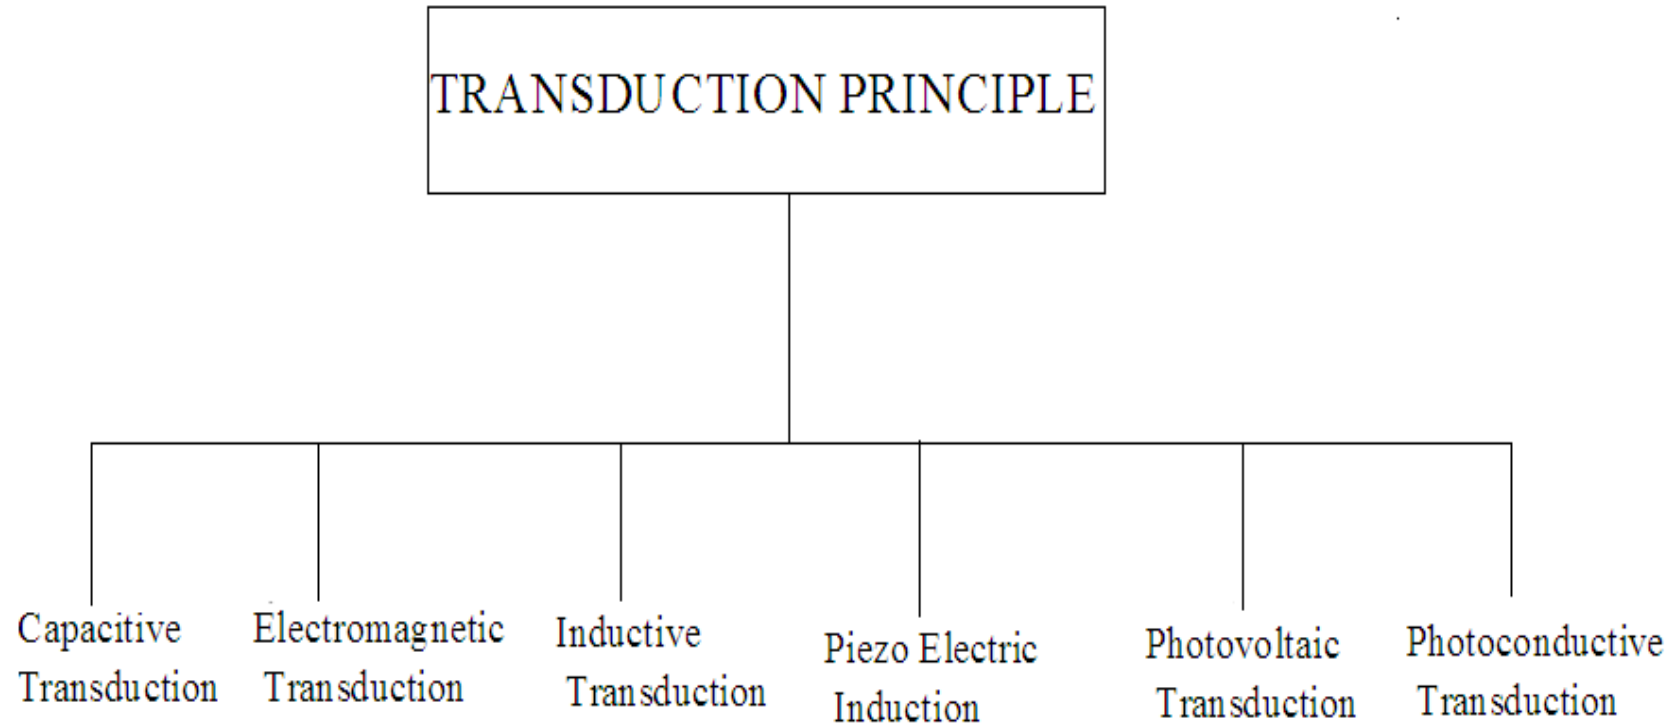 TRANSDUCTION PRINCIPLE
Capacitive
Transduction
Electromagnetic
Transduction
Inductive
Transduction
Piezo Electric
Induction
Photovoltaic
Transduction
Photoconductive
Transduction